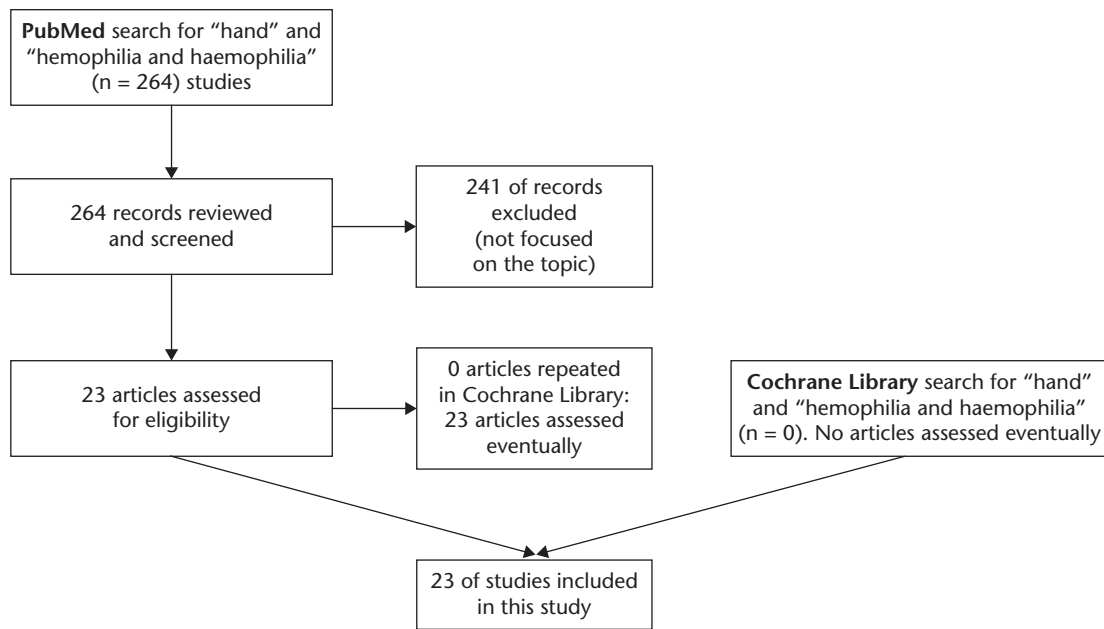 PubMed search for “hand” and
“hemophilia and haemophilia”
(n = 264) studies
264 records reviewed
and screened
241 of records
excluded
(not focused
on the topic)
23 articles assessed
for eligibility
0 articles repeated
in Cochrane Library:
23 articles assessed
eventually
Cochrane Library search for “hand”
and “hemophilia and haemophilia”
(n = 0). No articles assessed eventually
23 of studies included
in this study